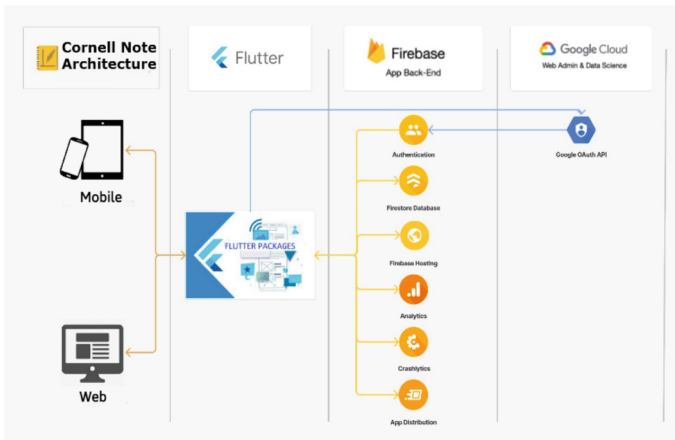 Cornell Note
Architecture
Flutter
Firebase
App Back-End
Google Cloud
Web Admin & Data Science
Mobile
Authentication
Google OAuth API
Firestore Database
FLUTTER PACKAGES
Firebase Hosting
Analytics
Crashlytics
Web
App Distribution